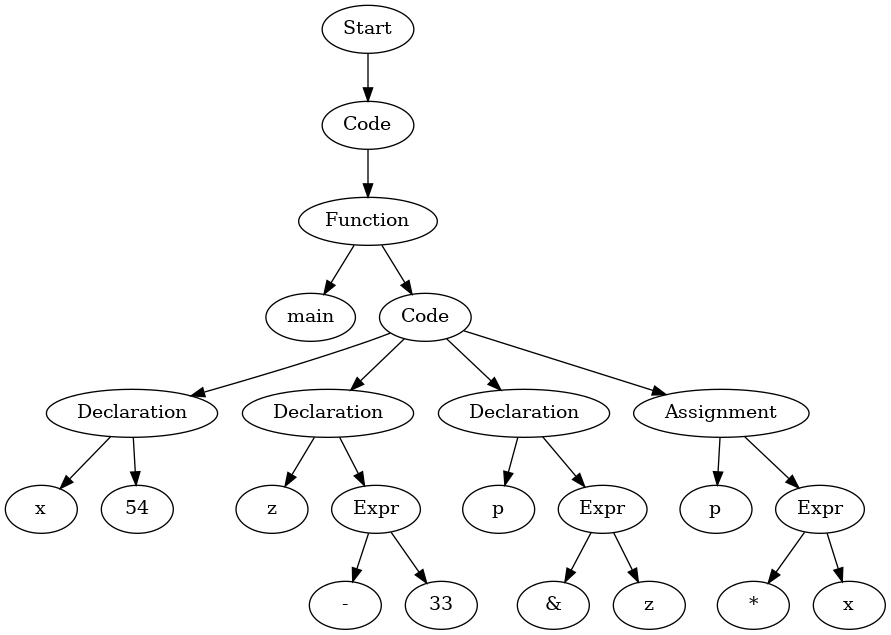 Start
Code
Function
main
Code
Declaration
Declaration
Declaration
Assignment
x
54
z
Expr
p
Expr
p
Expr
-
33
&
z
*
x